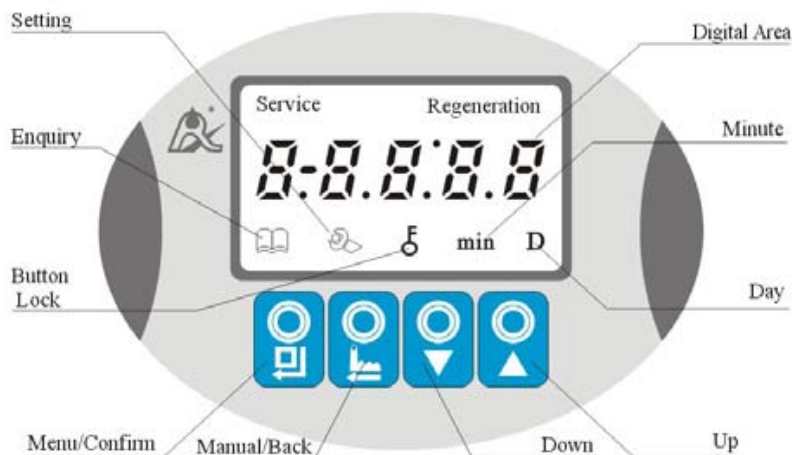 Setting
Digital Area
Service Regeneration
Enquiry
Minute
8-8.8.8.8
min D
Button
Lock
Day
Menu/Confirm
Manual/Back
Down
Up